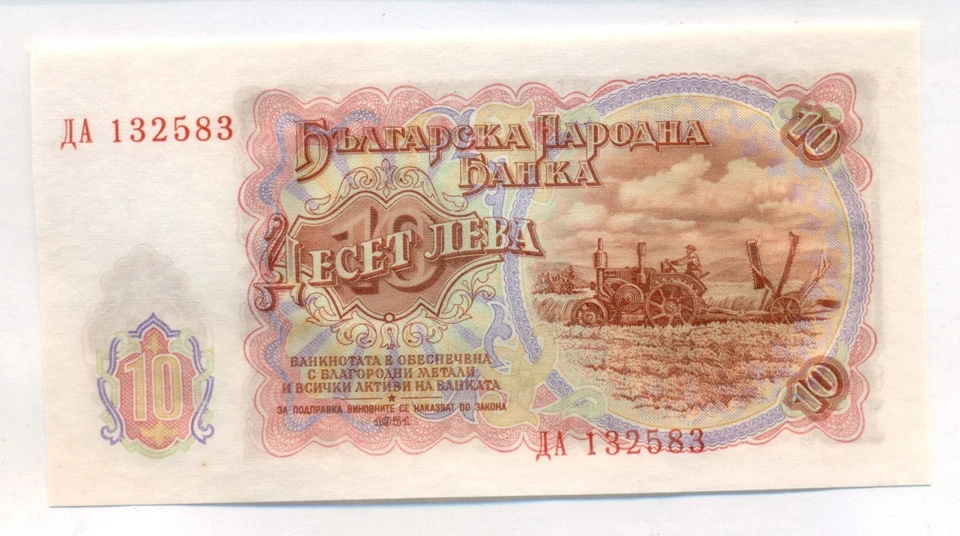 ДА 132583
БЪЛГАРСКА НАРОДНА
БАНКА
10
10
ДЕСЕТ ЛЕВА
БАНКНОТАТА Е ОБЕСПЕЧЕНА
С БЛАГОРОДНИ МЕТАЛИ
И ВСИЧКИ АКТИВИ НА БАНКАТА
ЗА ПОДПРАВКА ВИНОВНИТЕ СЕ НАКАЗВАТ ПО ЗАКОНА
1951
10
10
ДА 132583